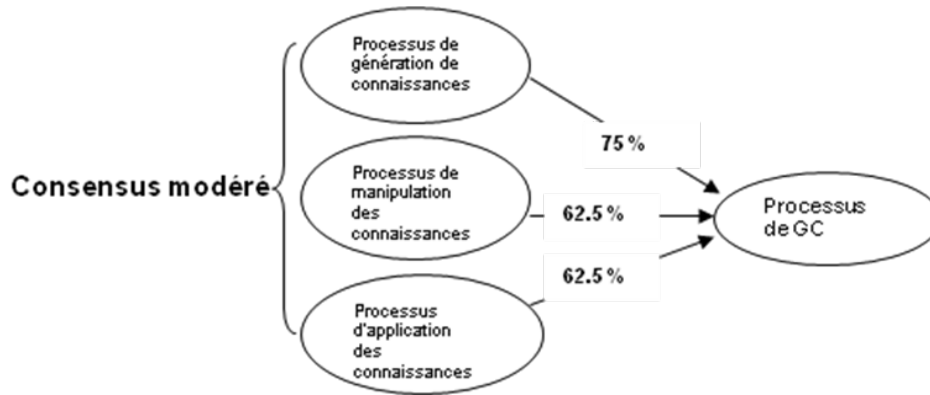 Processus de
génération de
connaissances
75 %
Consensus modéré
Processus de
manipulation
des
connaissances
62.5 %
Processus
de GC
62.5 %
Processus
d'application
des
connaissances